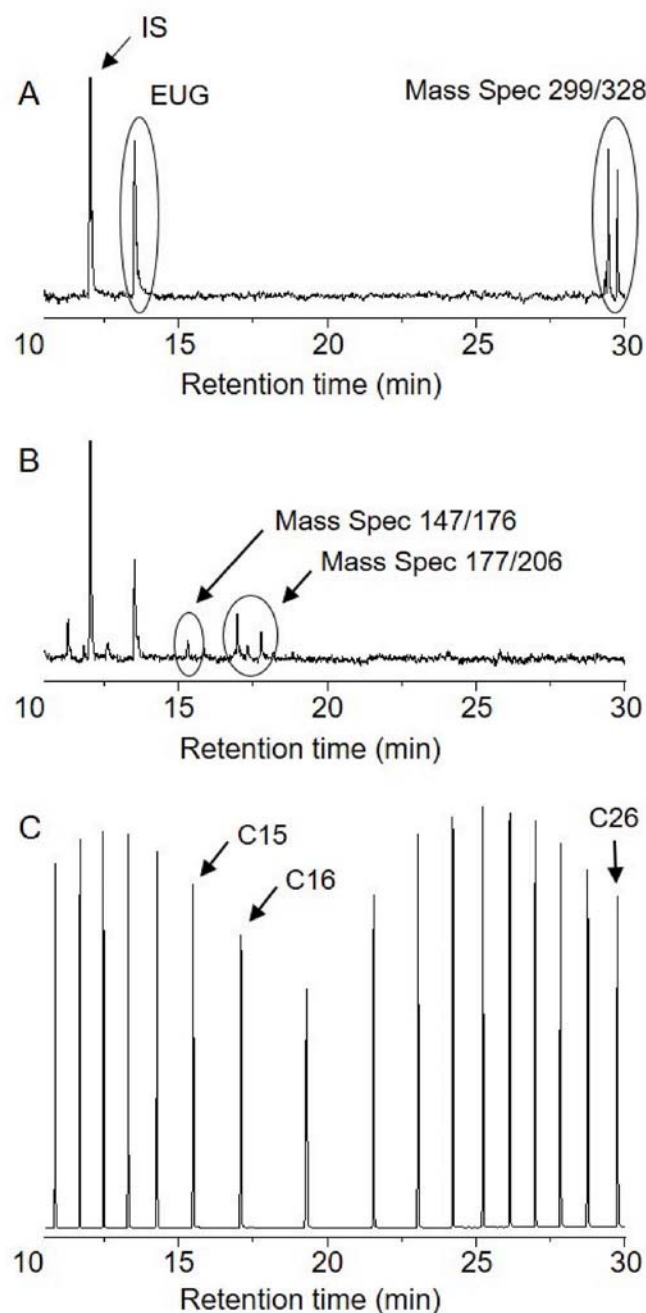 IS
A
EUG
Mass Spec 299/328
10 15 20 25 30
Retention time (min)
B
Mass Spec 147/176
Mass Spec 177/206
10 15 20 25 30
Retention time (min)
C
C15
C16
C26
10 15 20 25 30
Retention time (min)